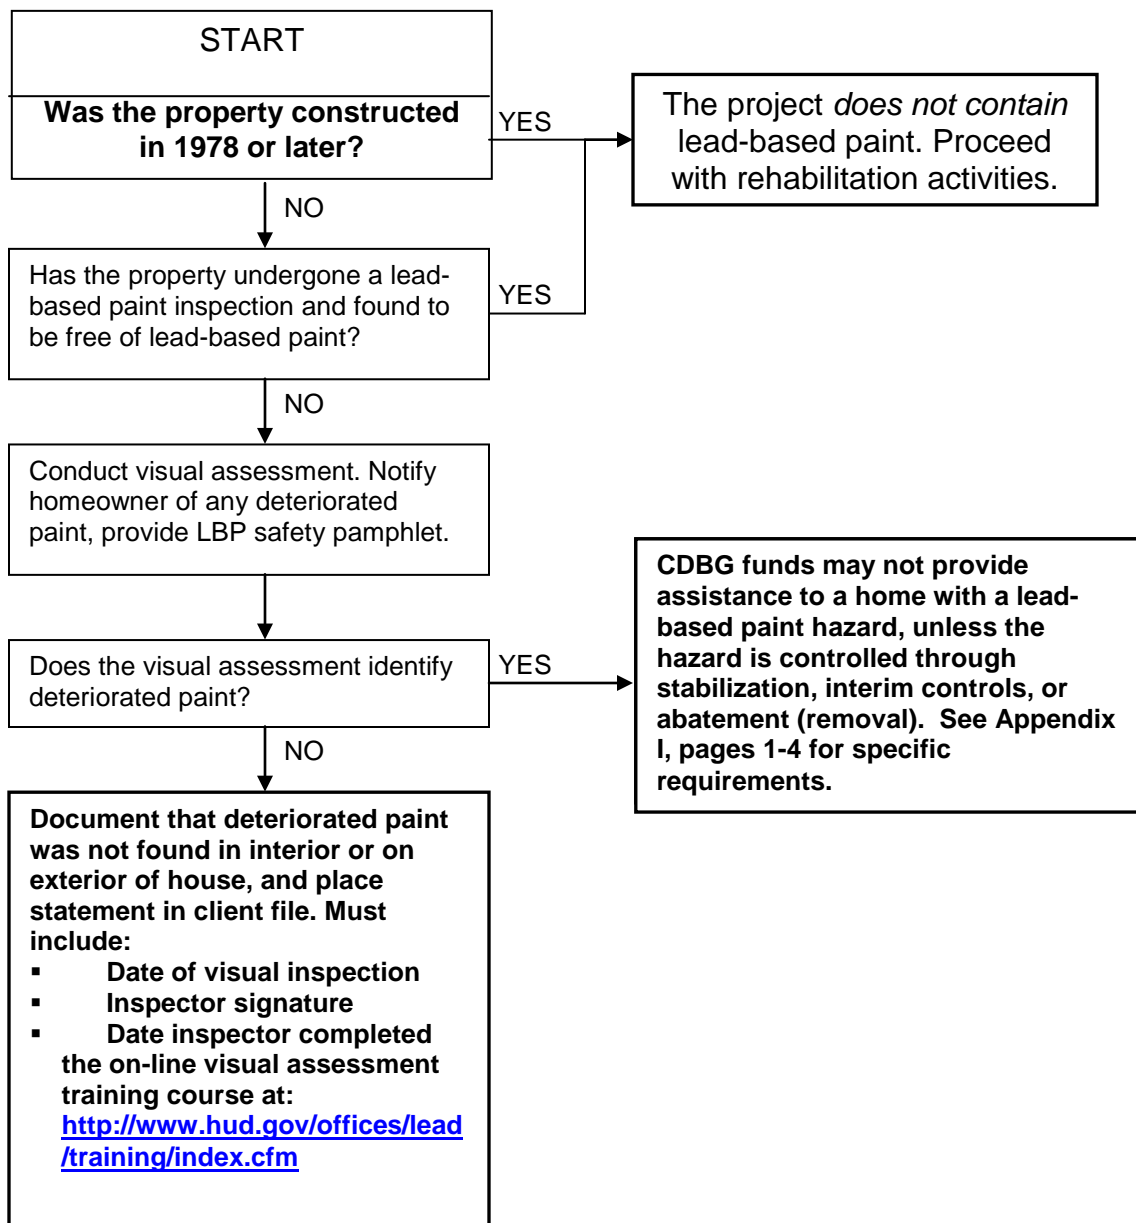 START
Was the property constructed
in 1978 or later?
YES
The project does not contain
lead-based paint. Proceed
with rehabilitation activities.
NO
Has the property undergone a lead-
based paint inspection and found to
be free of lead-based paint?
YES
NO
Conduct visual assessment. Notify
homeowner of any deteriorated
paint, provide LBP safety pamphlet.
Does the visual assessment identify
deteriorated paint?
YES
CDBG funds may not provide
assistance to a home with a lead-
based paint hazard, unless the
hazard is controlled through
stabilization, interim controls, or
abatement (removal).  See Appendix
I, pages 1-4 for specific
requirements.
NO
Document that deteriorated paint
was not found in interior or on
exterior of house, and place
statement in client file. Must
include:
▪ Date of visual inspection
▪ Inspector signature
▪ Date inspector completed
the on-line visual assessment
training course at:
http://www.hud.gov/offices/lead
/training/index.cfm